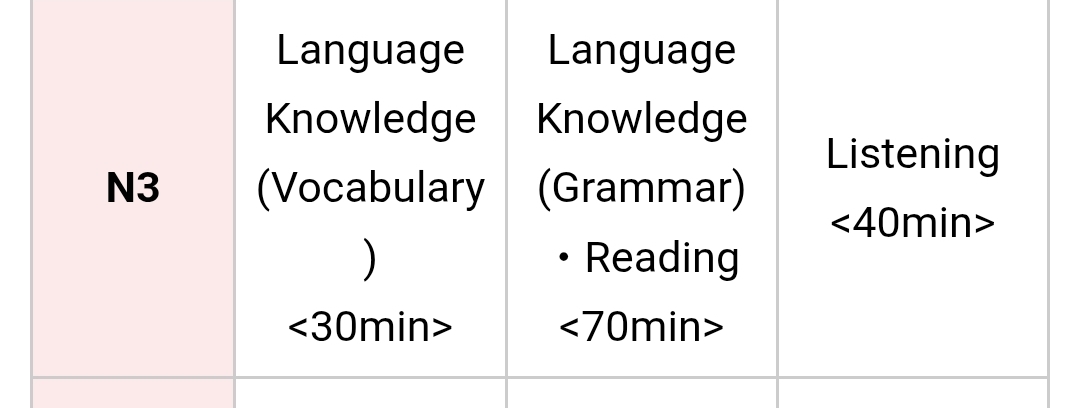 N3
Language
Knowledge
(Vocabulary
)
<30min>
Language
Knowledge
(Grammar)
・Reading
<70min>
Listening
<40min>